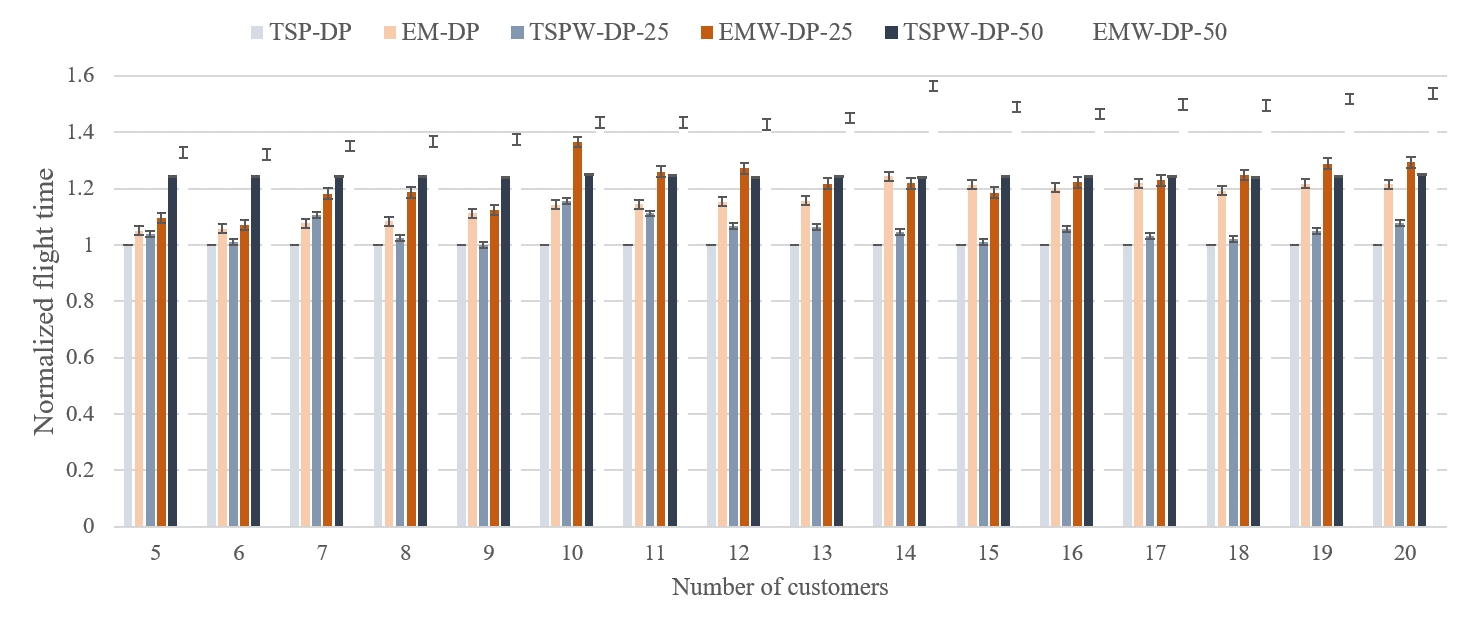 TSP-DP EM-DP TSPW-DP-25 EMW-DP-25 TSPW-DP-50 EMW-DP-50
1.6
1.4
1.2
1
0.8
0.6
0.4
0.2
0
Normalized flight time
5 6 7 8 9 10 11 12 13 14 15 16 17 18 19 20
Number of customers